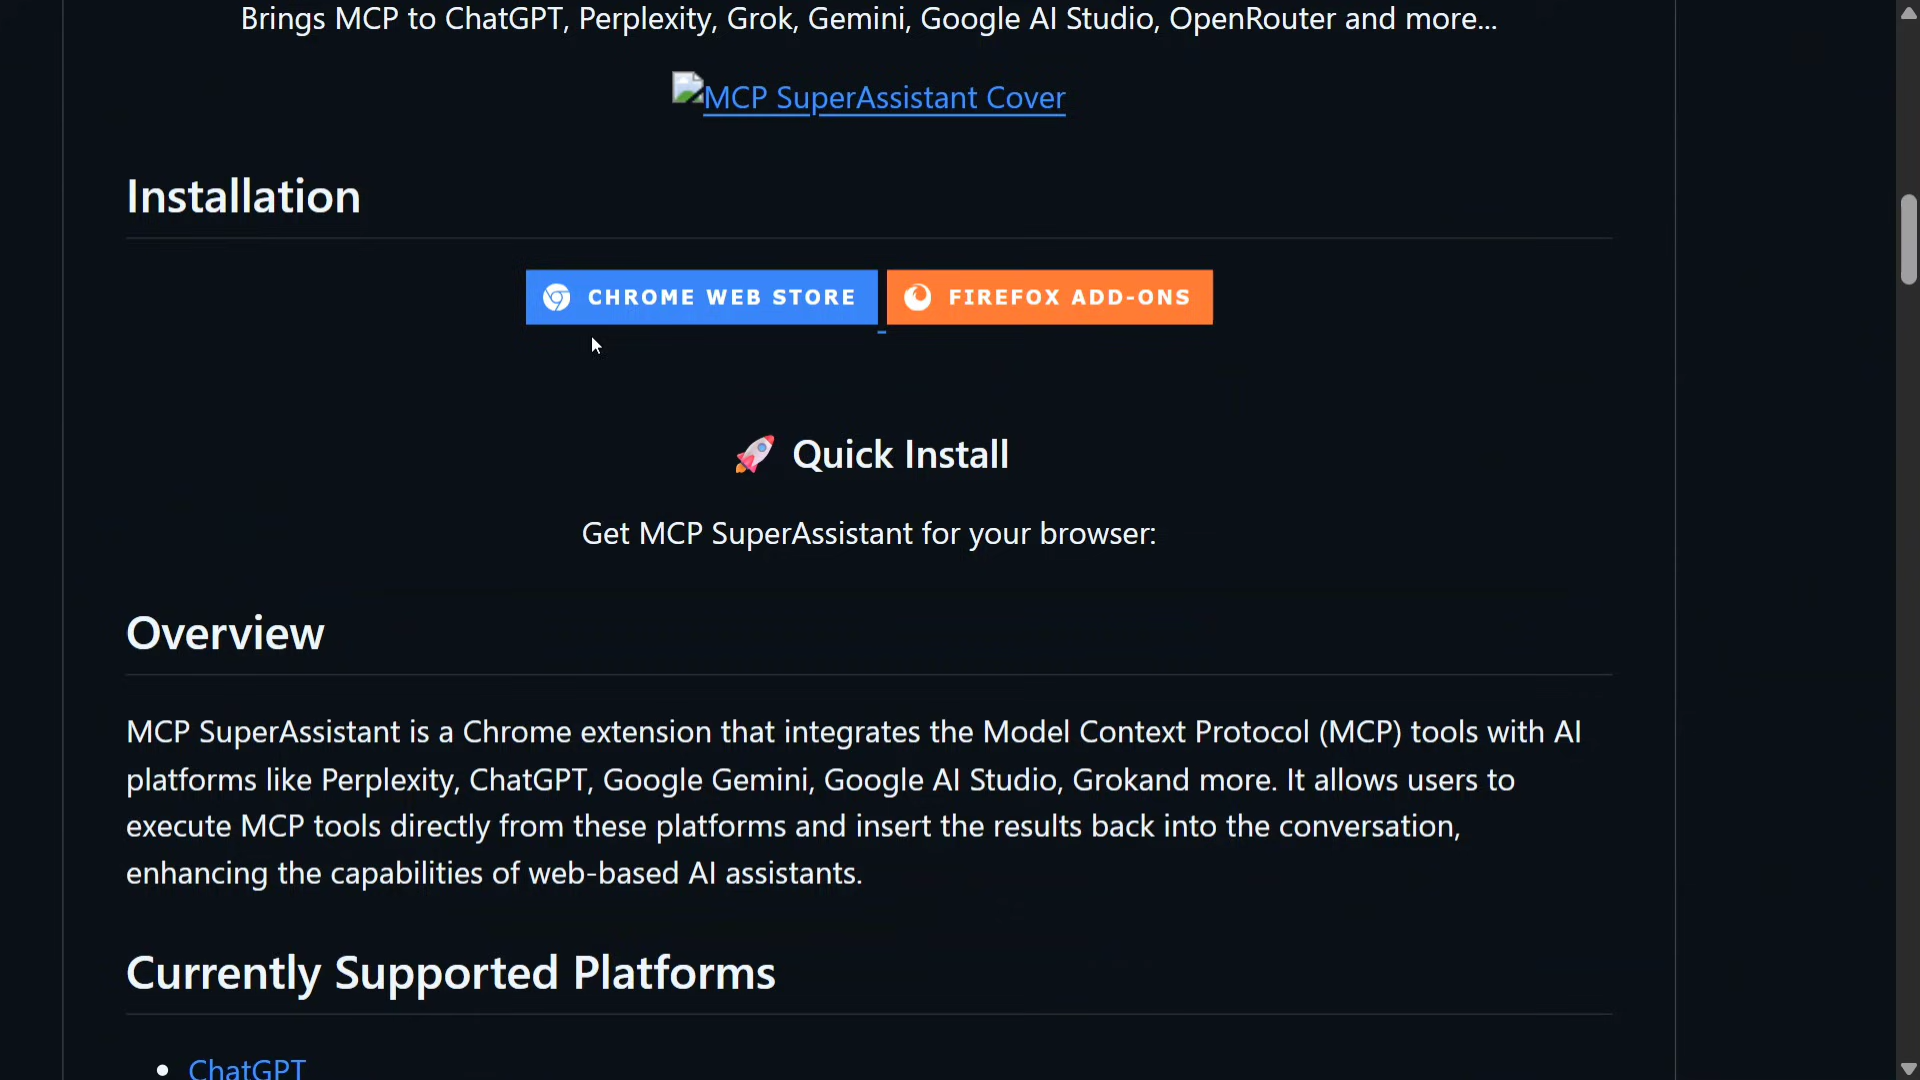 Brings MCP to ChatGPT, Perplexity, Grok, Gemini, Google AI Studio, OpenRouter and more...
MCP SuperAssistant Cover
Installation
CHROME WEB STORE
FIREFOX ADD-ONS
🚀 Quick Install
Get MCP SuperAssistant for your browser:
Overview
MCP SuperAssistant is a Chrome extension that integrates the Model Context Protocol (MCP) tools with AI
platforms like Perplexity, ChatGPT, Google Gemini, Google AI Studio, Grokand more. It allows users to
execute MCP tools directly from these platforms and insert the results back into the conversation,
enhancing the capabilities of web-based AI assistants.
Currently Supported Platforms
• ChatGPT